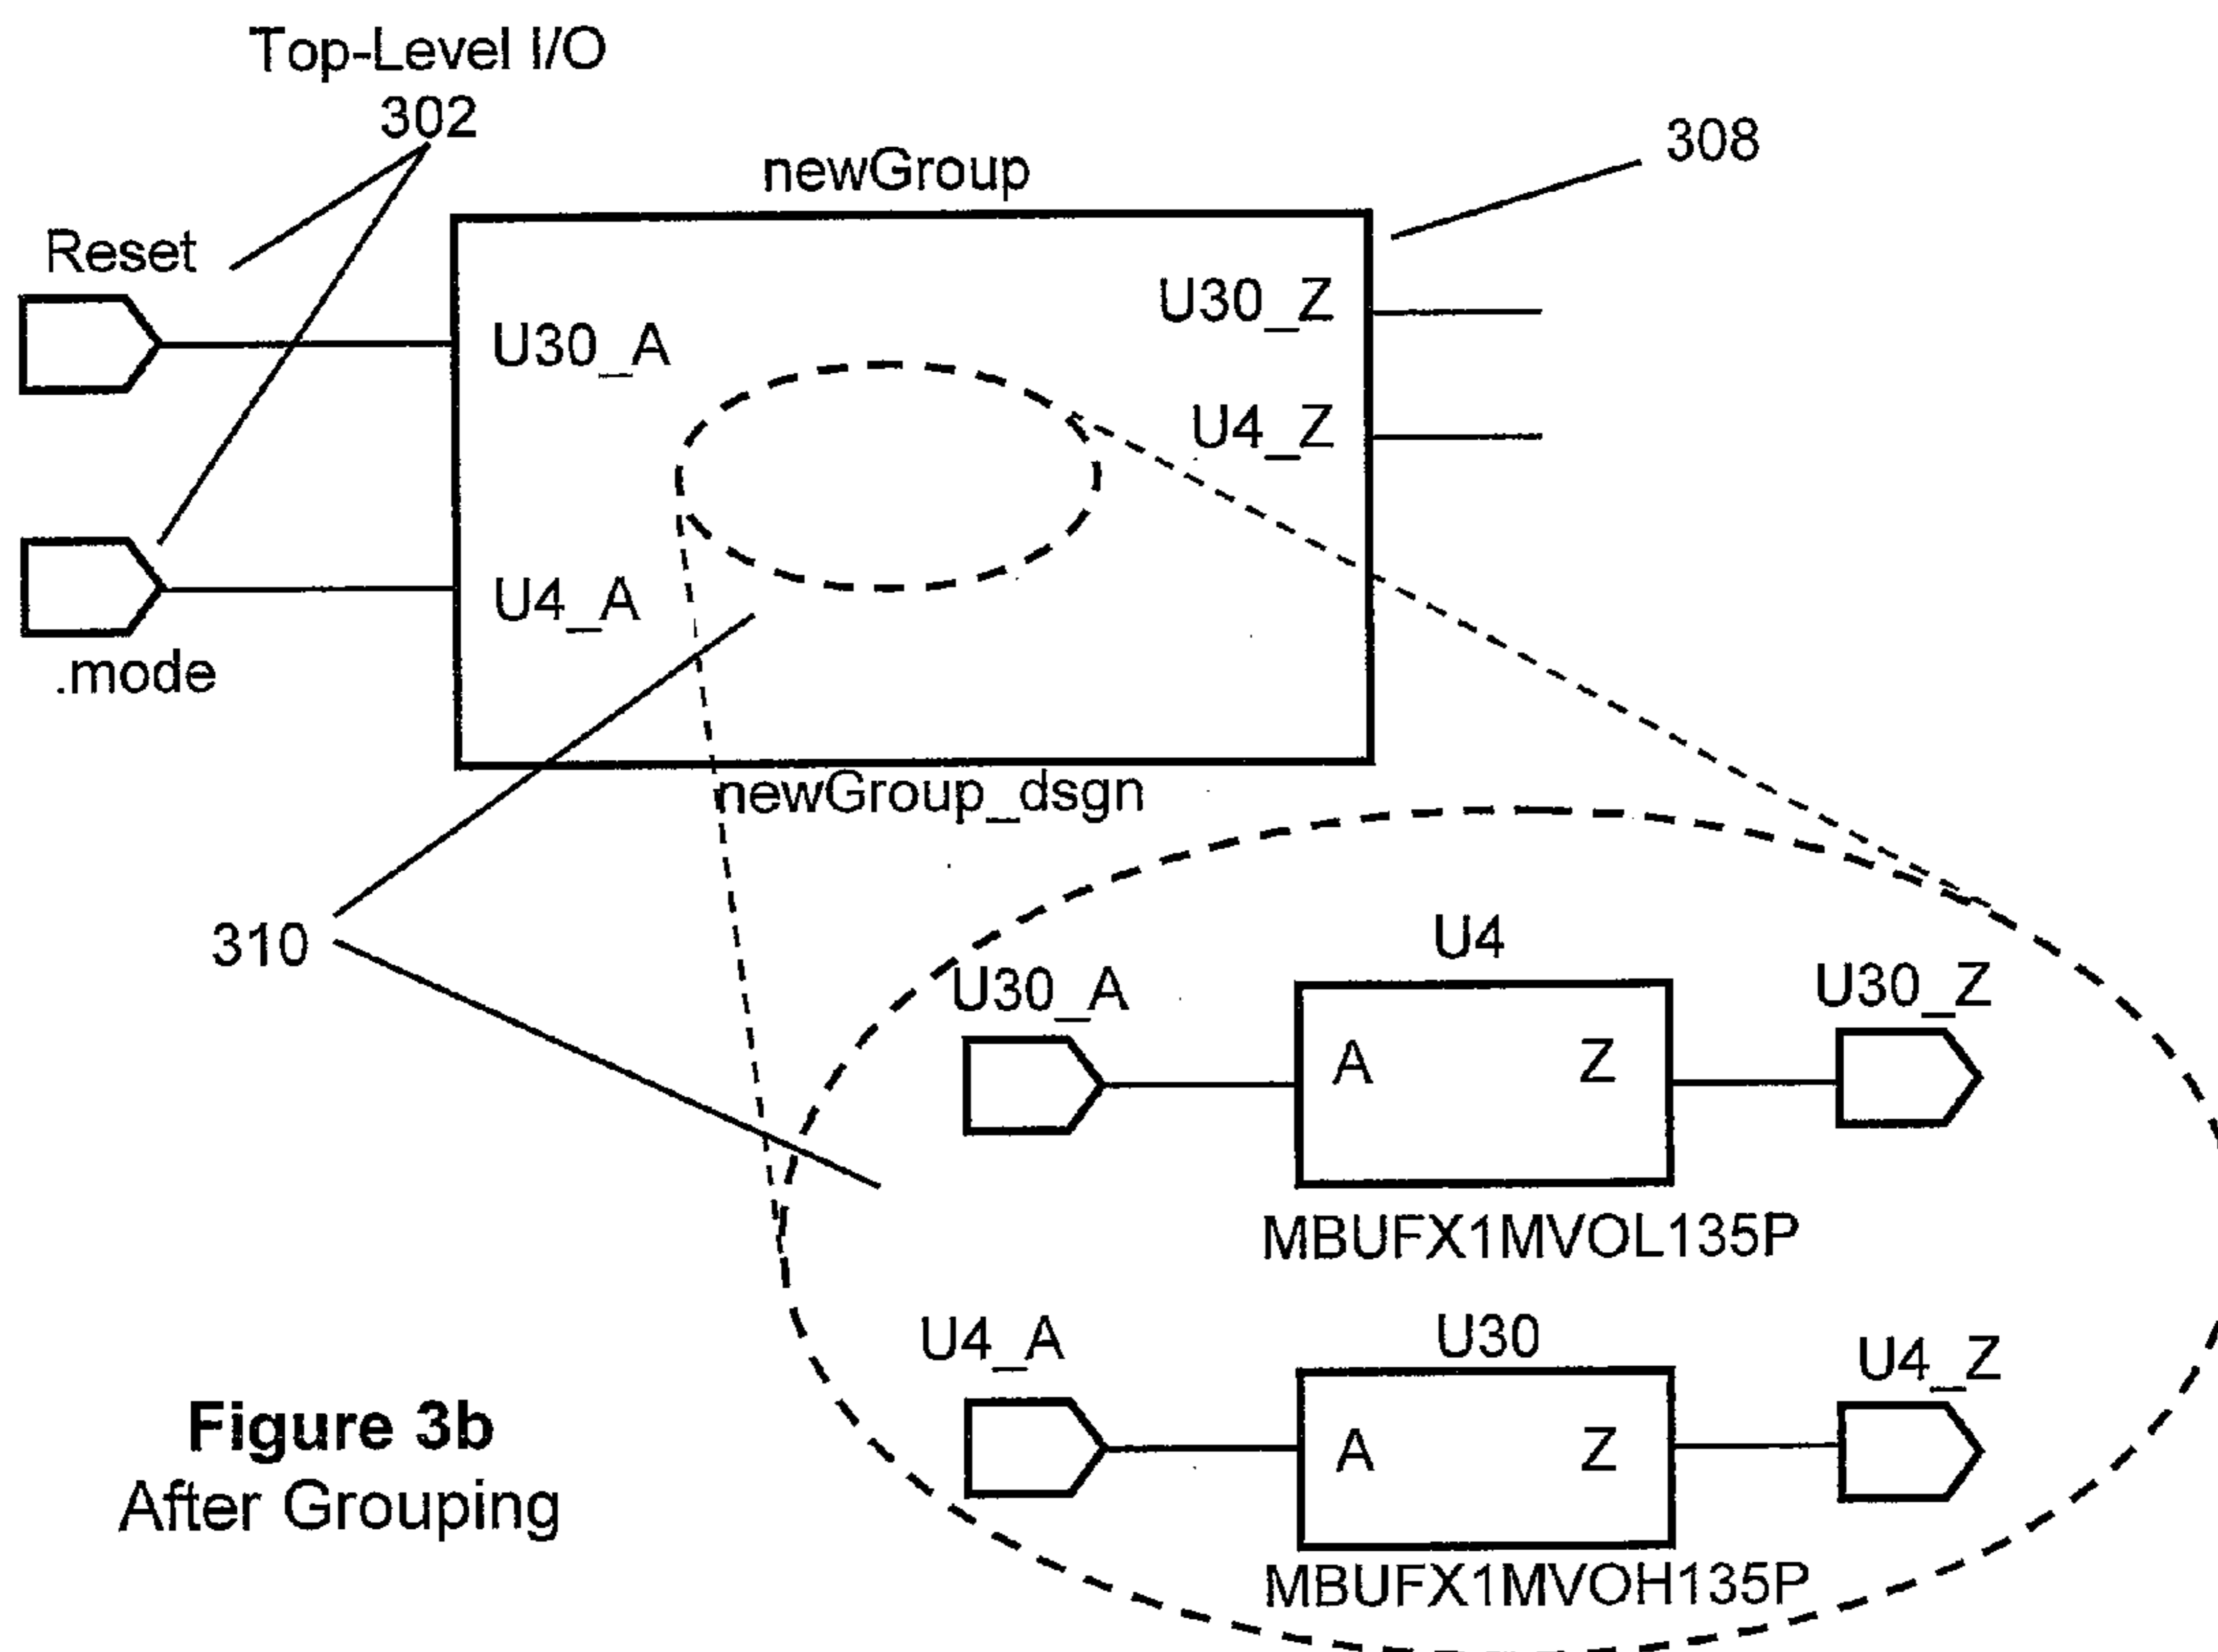 Top-Level I/O
302
308
newGroup
Reset
U30_Z
U30_A
U4_Z
U4_A
.mode
newGroup_dsgn
310
U4
U30_A
U30_Z
A
Z
MBUFX1MVOL135P
U4_A
U30
U4_Z
A
Z
MBUFX1MVOH135P
Figure 3b
After Grouping